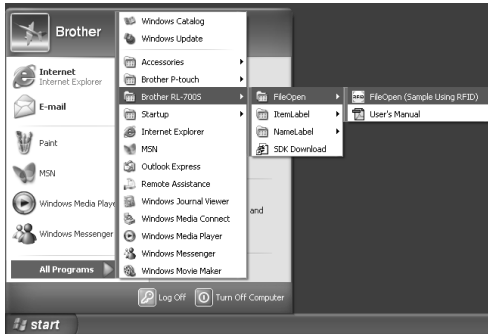 Brother
Internet
Internet Explorer
E-mail
Paint
MSN
Windows Media Playe
Windows Messenger
All Programs
Windows Catalog
Windows Update
Accessories
Brother P-touch
Brother RL-700S
Startup
Internet Explorer
MSN
Outlook Express
Remote Assistance
Windows Journal Viewer
Windows Media Connect
Windows Media Player
Windows Messenger
Windows Movie Maker
FileOpen
ItemLabel
NameLabel
SDK Download
RFID FileOpen (Sample Using RFID)
User's Manual
and
Log Off Turn Off Computer
start